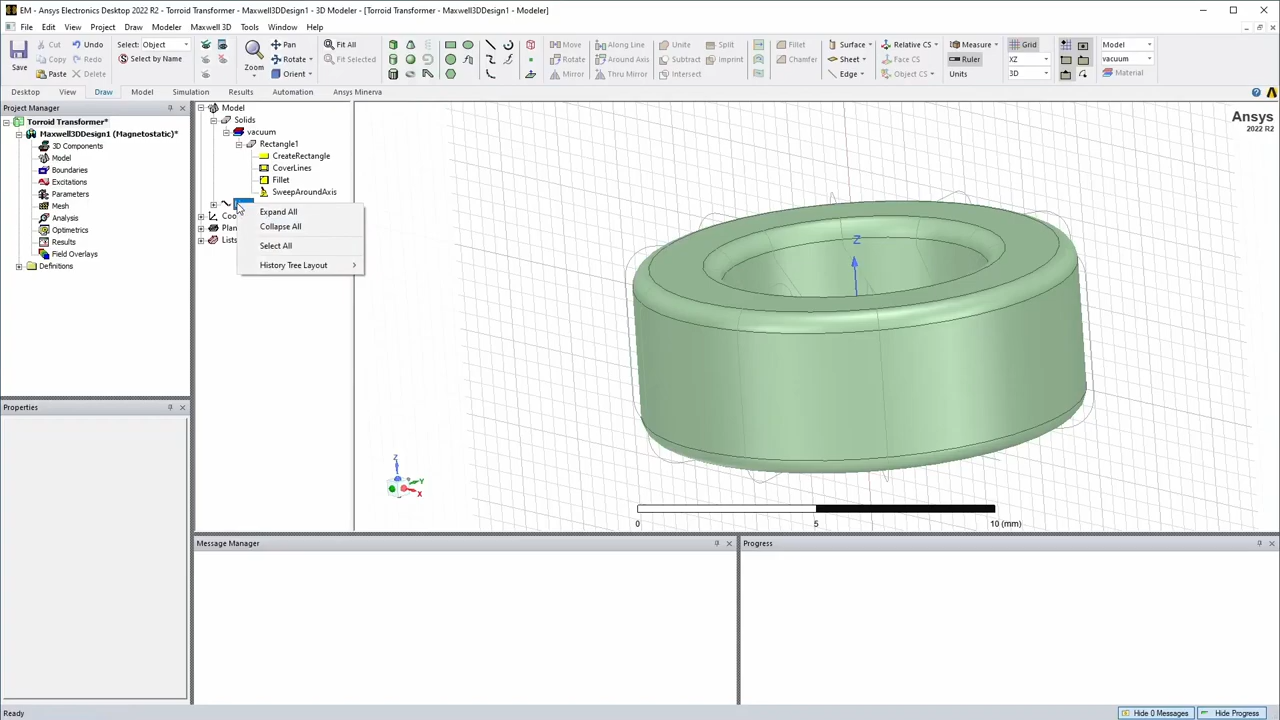 EM - Ansys Electronics Desktop 2022 R2 - Torroid Transformer - Maxwell3DDesign1 - 3D Modeler - [Torroid Transformer - Maxwell3DDesign1 - Modeler]
File Edit View Project Draw Modeler Maxwell 3D Tools Window Help
Save Cut Copy Paste Undo Redo Delete Select: Object Select by Name Zoom Pan Rotate Orient Fit All Fit Selected
Move Rotate Mirror Along Line Around Axis Thru Mirror Unite Subtract Intersect Split Imprint Fillet Chamfer
Surface Sheet Edge Relative CS Face CS Object CS Measure Ruler Units Grid XZ 3D Model vacuum Material
Desktop View Draw Model Simulation Results Automation Ansys Minerva
Project Manager
Torroid Transformer*
Maxwell3DDesign1 (Magnetostatic)*
3D Components
Model
Boundaries
Excitations
Parameters
Mesh
Analysis
Optimetrics
Results
Field Overlays
Definitions
Properties
Model
Solids
vacuum
Rectangle1
CreateRectangle
CoverLines
Fillet
SweepAroundAxis
Coo
Plan
Lists
Expand All
Collapse All
Select All
History Tree Layout
Ansys
2022 R2
Z
Z
Y
X
0 5 10 (mm)
Message Manager
Progress
Ready
Hide 0 Messages
Hide Progress